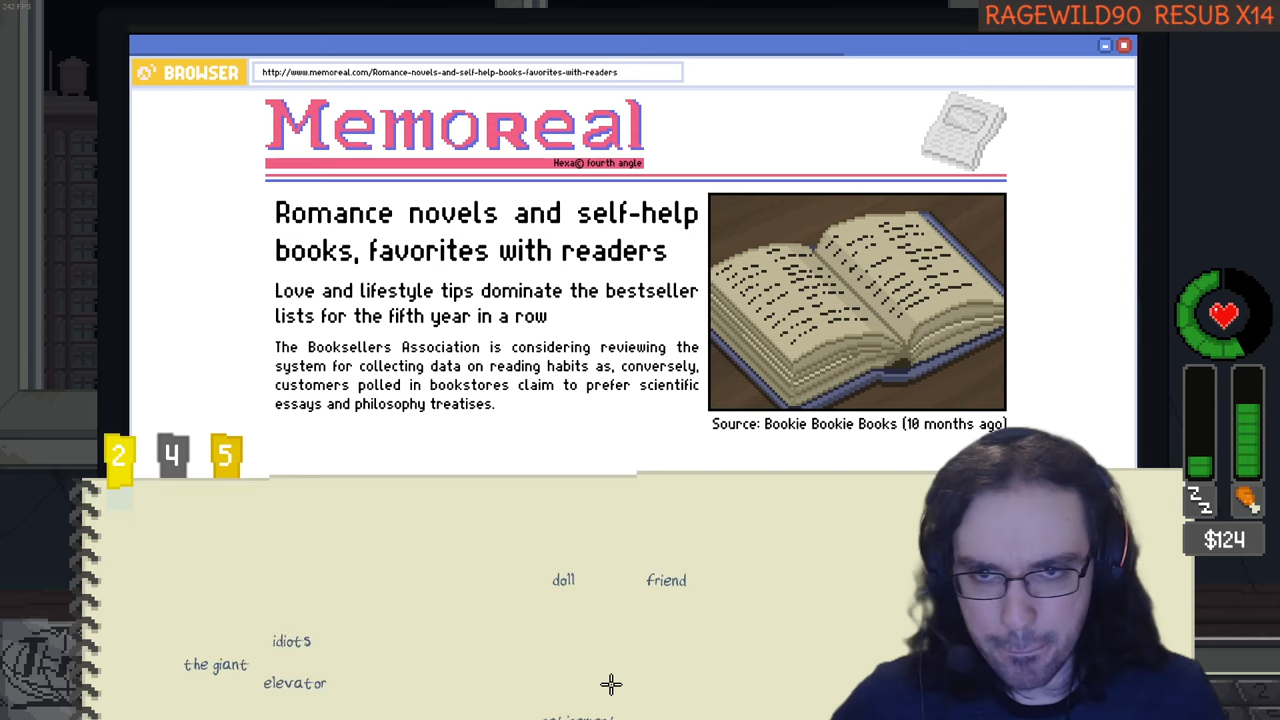 242 FPS
RAGEWILD90 RESUB X14
BROWSER
http://www.memoreal.com/Romance-novels-and-self-help-books-favorites-with-readers
Memoreal
Hexa© fourth angle
Romance novels and self-help
books, favorites with readers
Love and lifestyle tips dominate the bestseller
lists for the fifth year in a row
The Booksellers Association is considering reviewing the
system for collecting data on reading habits as, conversely,
customers polled in bookstores claim to prefer scientific
essays and philosophy treatises.
Source: Bookie Bookie Books (10 months ago)
2 4 5
zz
$124
doll friend
idiots
the giant
elevator